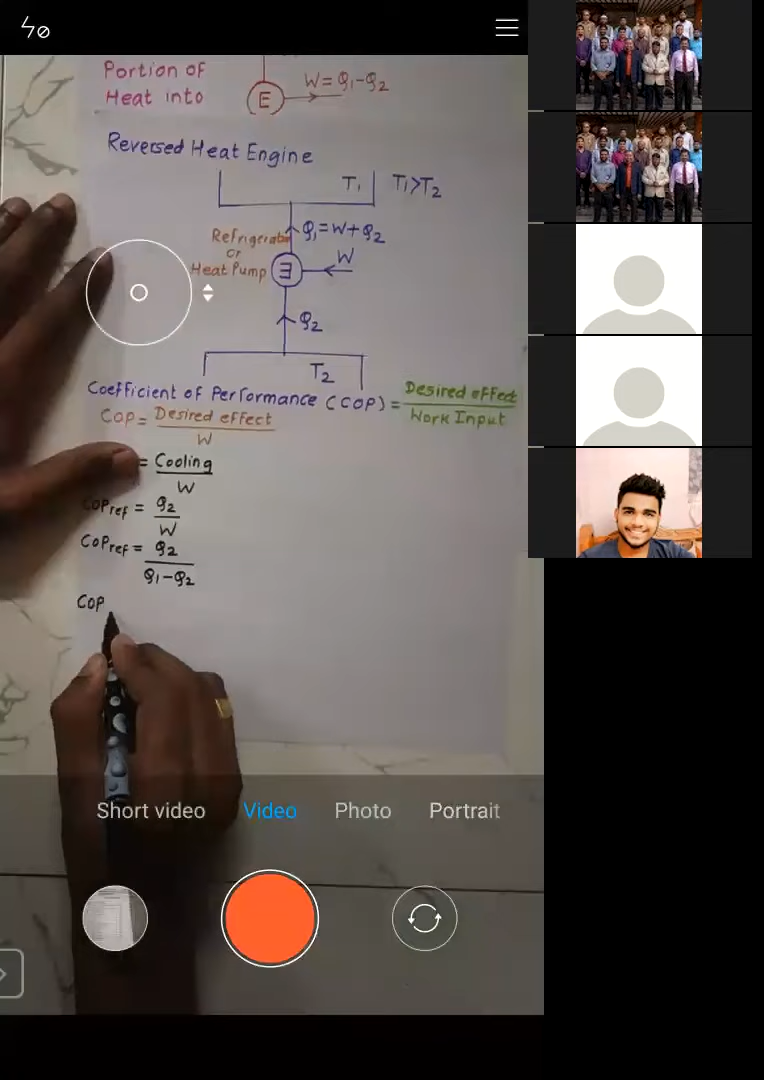 Portion of
Heat into
E
W = Q1-Q2
Reversed Heat Engine
T1
T1>T2
Refrigerator
or
Heat Pump
Q1=W+Q2
E
W
Q2
T2
Coefficient of Performance (COP) = Desired effect / Work Input
COP = Desired effect / W
= Cooling / W
COPref = Q2 / W
COPref = Q2 / Q1-Q2
COP
Short video Video Photo Portrait